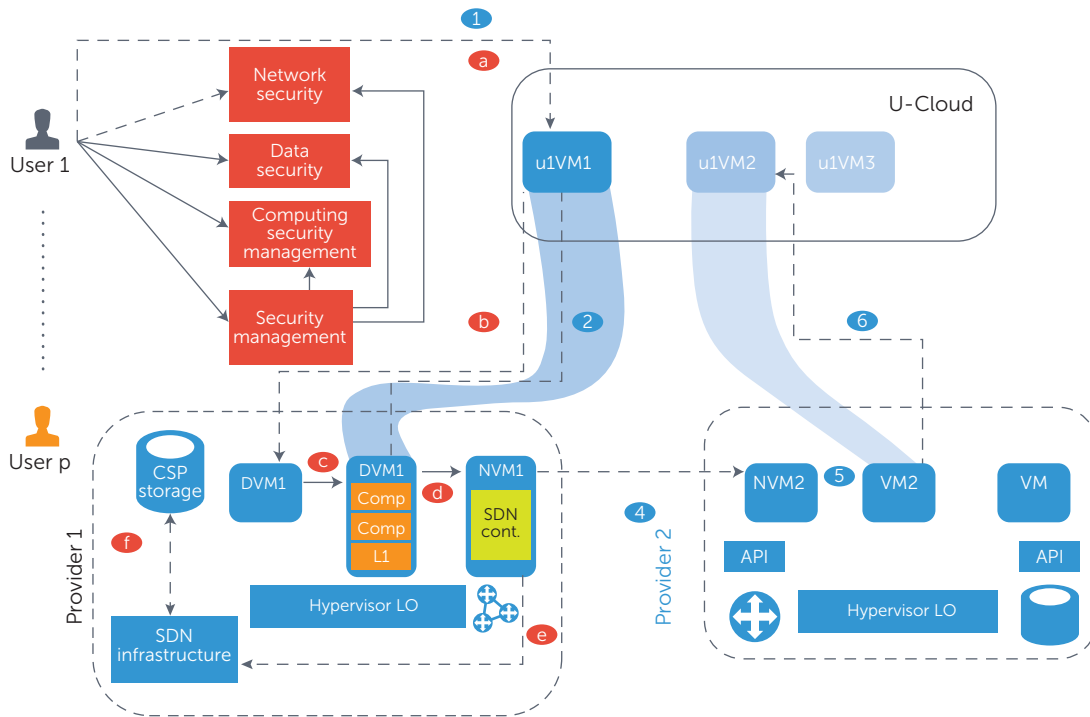 1
a
Network
security
U-Cloud
User 1
Data
security
u1VM1
u1VM2
u1VM3
Computing
security
management
Security
management
b
2
6
User p
CSP
storage
DVM1
c
DVM1
Comp
Comp
L1
d
NVM1
SDN
cont.
4
NVM2
5
VM2
VM
f
Provider 1
Hypervisor LO
SDN
infrastructure
e
Provider 2
API
API
Hypervisor LO